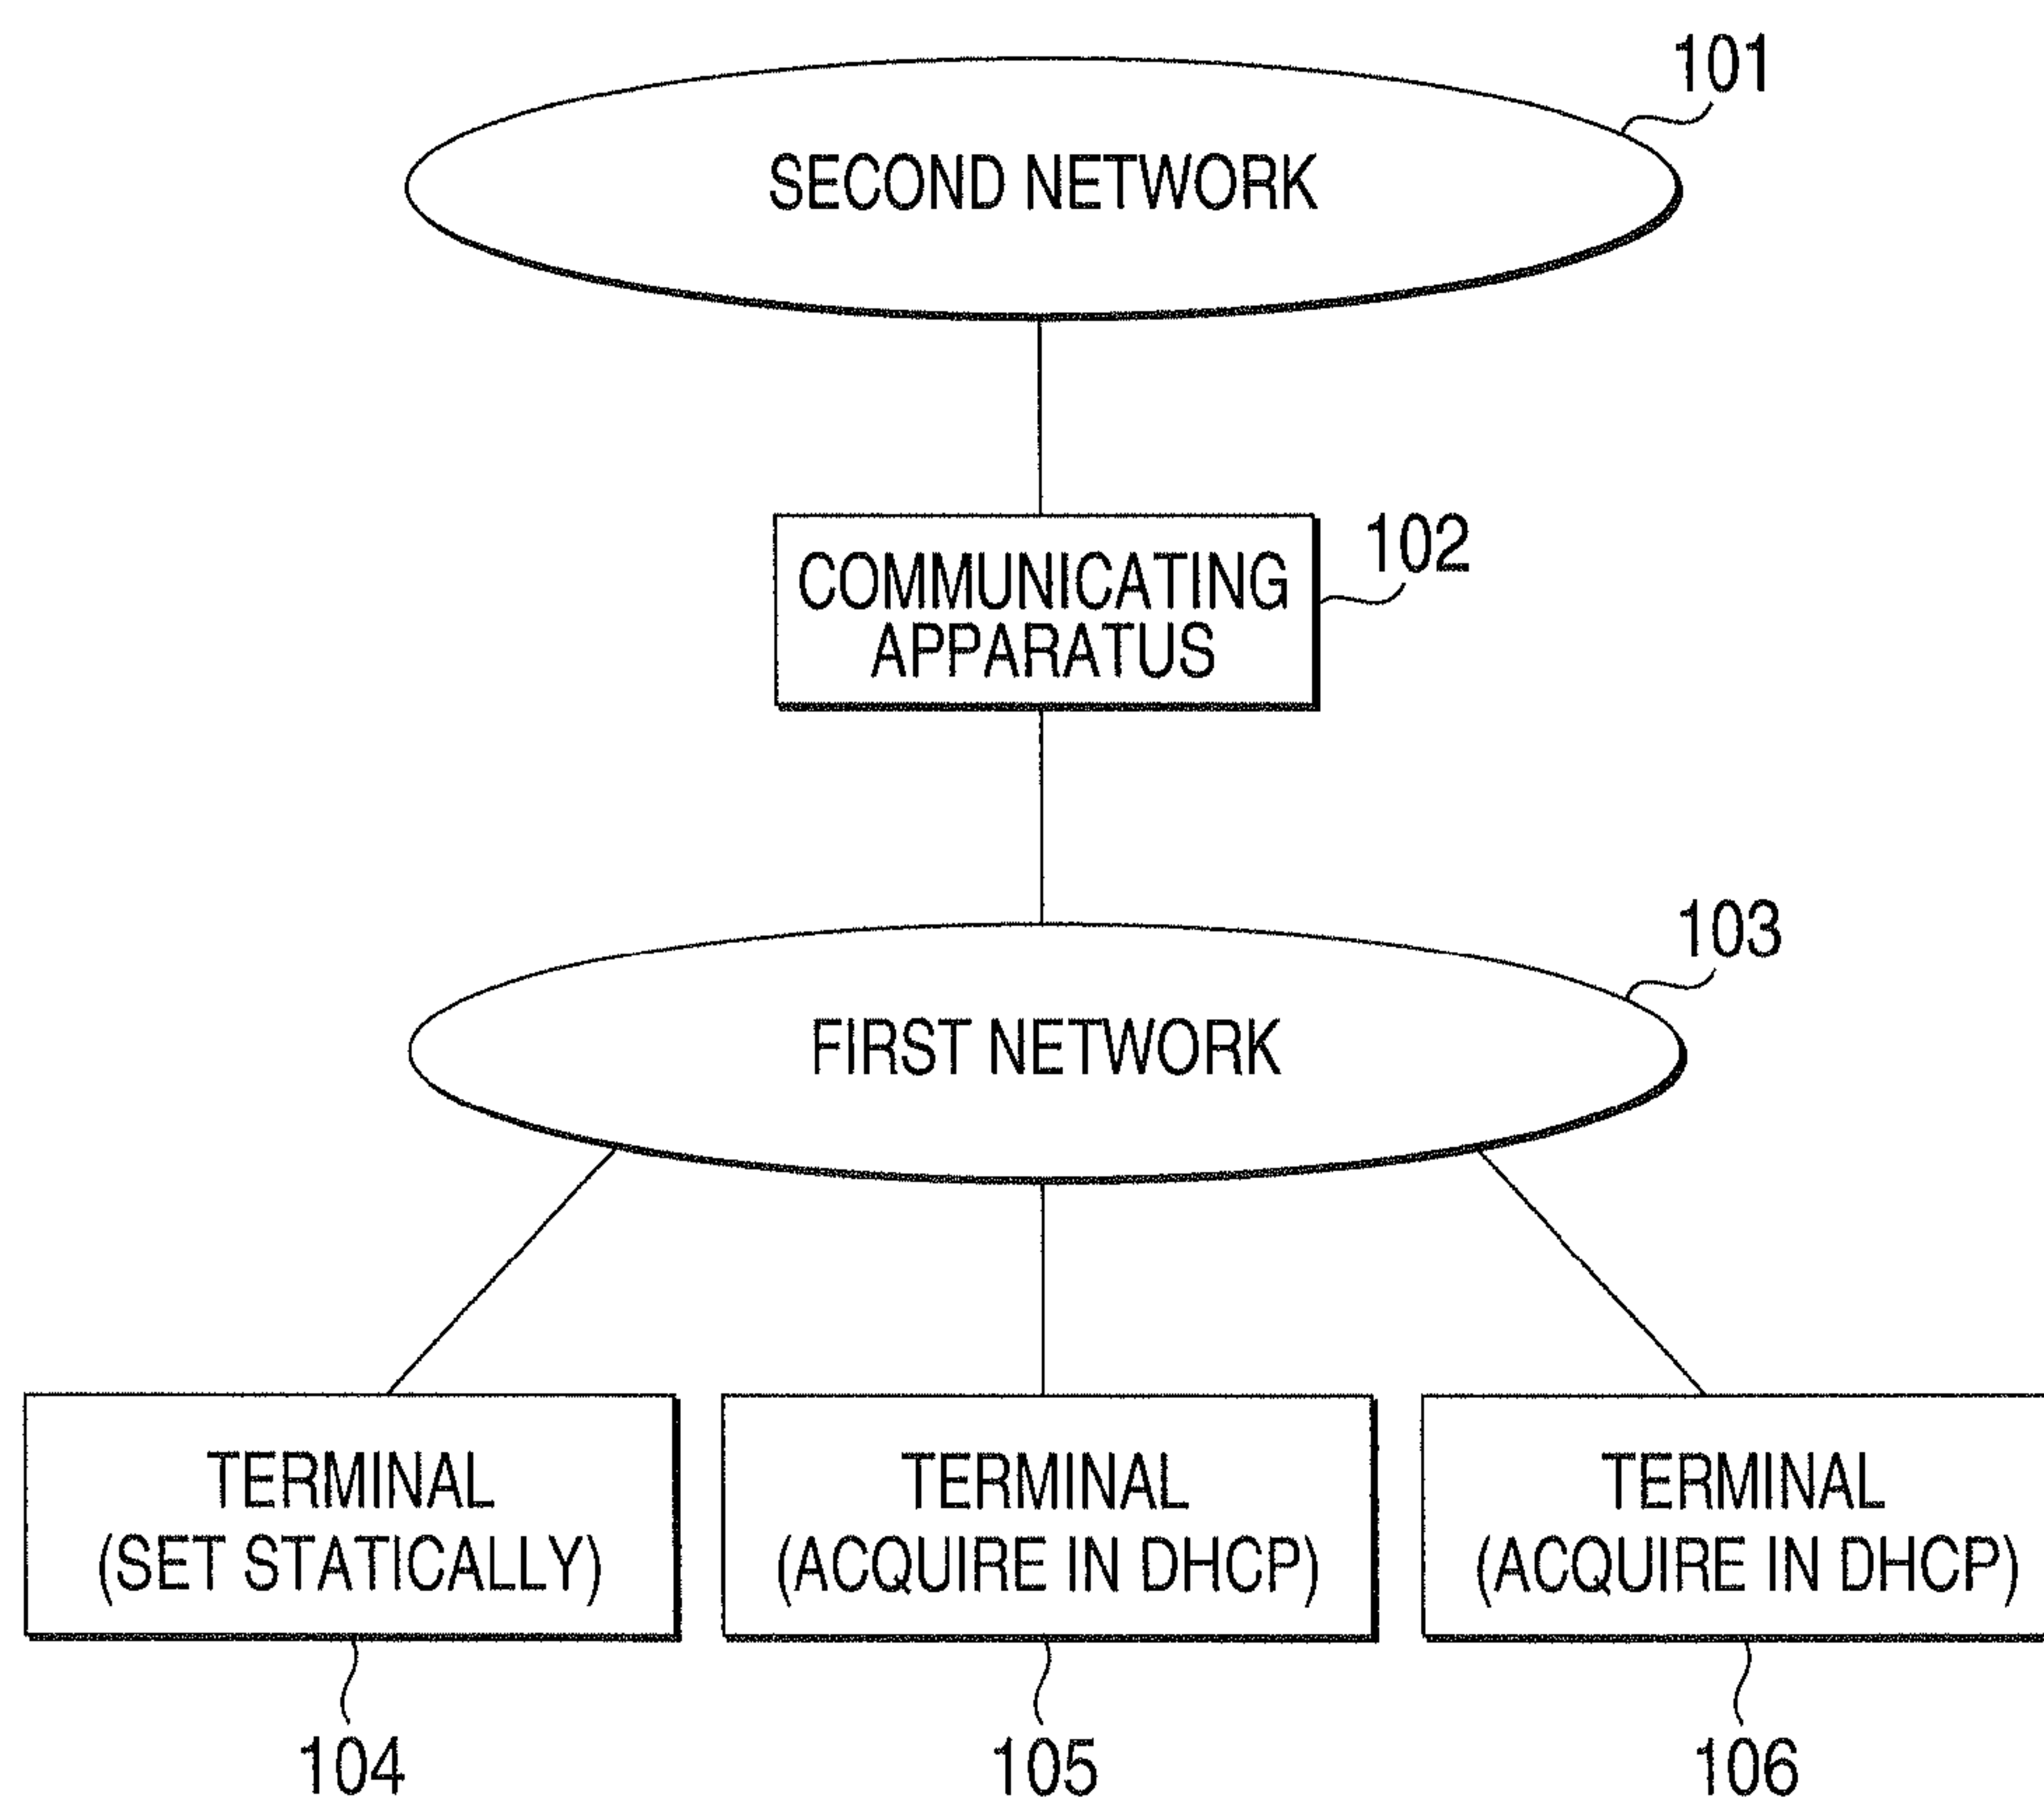 101
SECOND NETWORK
102
COMMUNICATING
APPARATUS
103
FIRST NETWORK
TERMINAL
(SET STATICALLY)
TERMINAL
(ACQUIRE IN DHCP)
TERMINAL
(ACQUIRE IN DHCP)
104
105
106